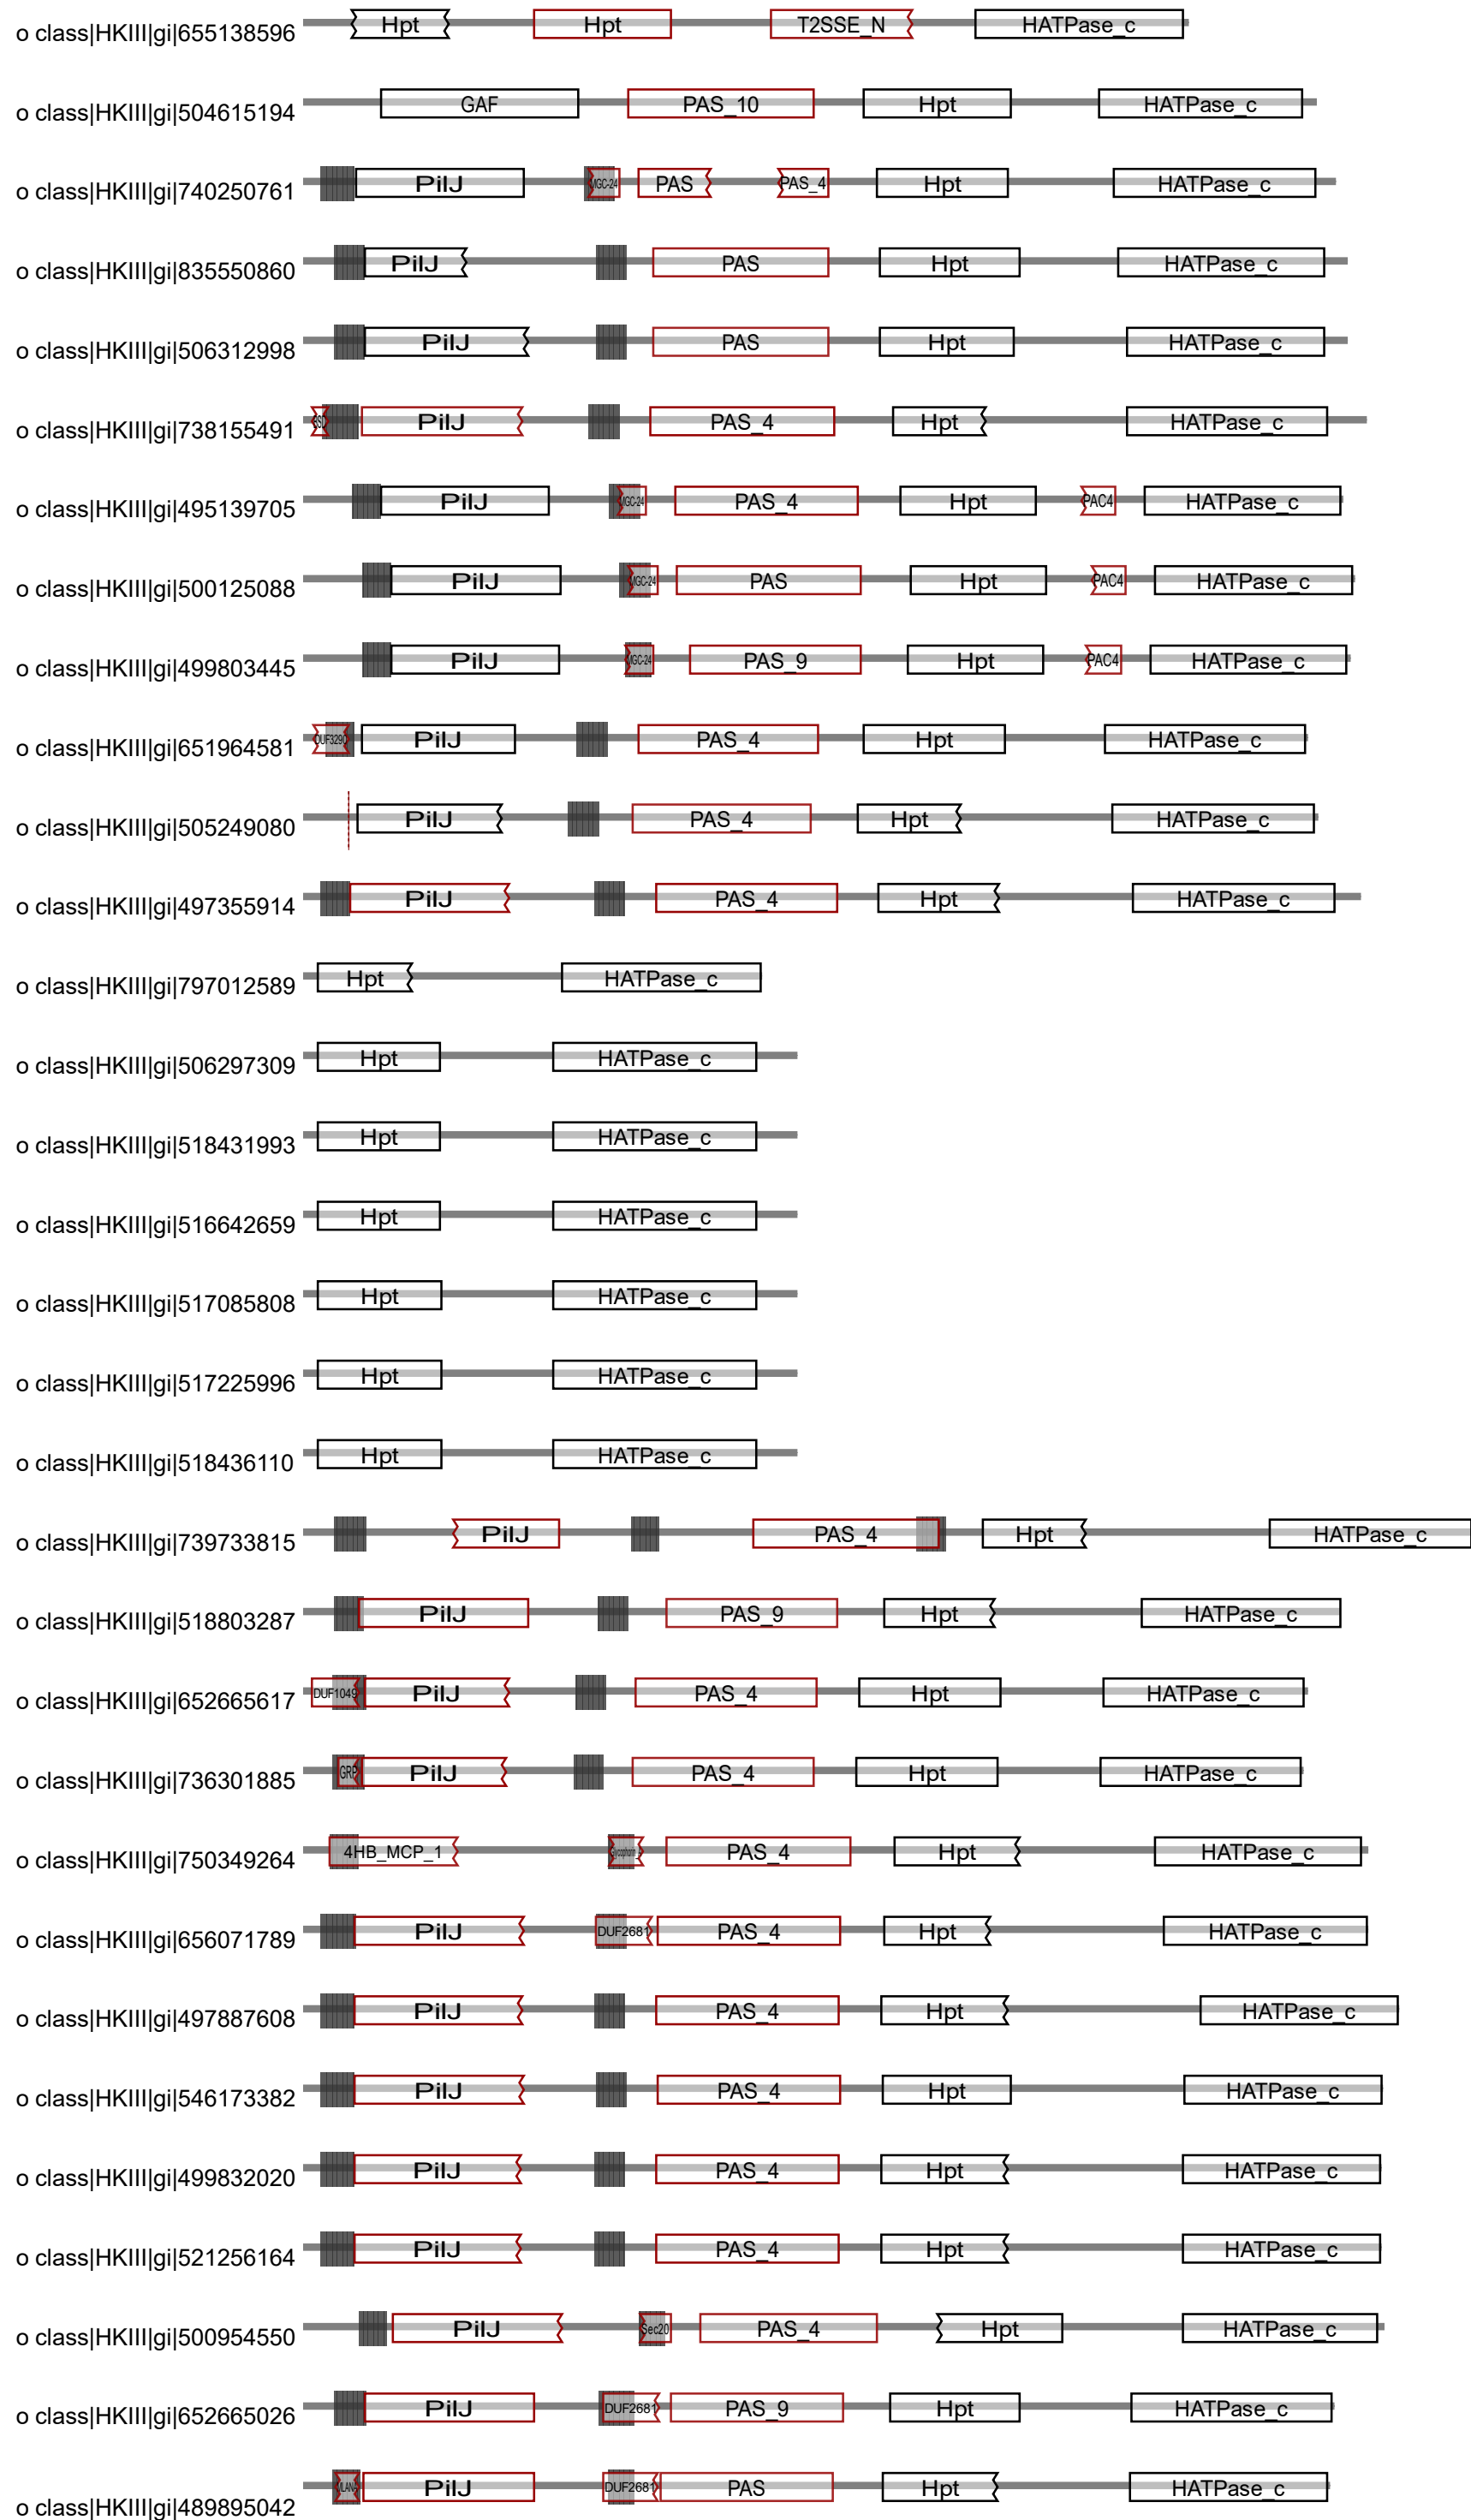 o class|HKIII|gi|655138596 Hpt Hpt T2SSE_N HATPase_c
o class|HKIII|gi|504615194 GAF PAS_10 Hpt HATPase_c
o class|HKIII|gi|740250761 PilJ MGC-24 PAS PAS_4 Hpt HATPase_c
o class|HKIII|gi|835550860 PilJ PAS Hpt HATPase_c
o class|HKIII|gi|506312998 PilJ PAS Hpt HATPase_c
o class|HKIII|gi|738155491 PilJ PAS_4 Hpt HATPase_c
o class|HKIII|gi|495139705 PilJ MGC-24 PAS_4 Hpt PAC4 HATPase_c
o class|HKIII|gi|500125088 PilJ MGC-24 PAS Hpt PAC4 HATPase_c
o class|HKIII|gi|499803445 PilJ MGC-24 PAS_9 Hpt PAC4 HATPase_c
o class|HKIII|gi|651964581 DUF3290 PilJ PAS_4 Hpt HATPase_c
o class|HKIII|gi|505249080 PilJ PAS_4 Hpt HATPase_c
o class|HKIII|gi|497355914 PilJ PAS_4 Hpt HATPase_c
o class|HKIII|gi|797012589 Hpt HATPase_c
o class|HKIII|gi|506297309 Hpt HATPase_c
o class|HKIII|gi|518431993 Hpt HATPase_c
o class|HKIII|gi|516642659 Hpt HATPase_c
o class|HKIII|gi|517085808 Hpt HATPase_c
o class|HKIII|gi|517225996 Hpt HATPase_c
o class|HKIII|gi|518436110 Hpt HATPase_c
o class|HKIII|gi|739733815 PilJ PAS_4 Hpt HATPase_c
o class|HKIII|gi|518803287 PilJ PAS_9 Hpt HATPase_c
o class|HKIII|gi|652665617 DUF1049 PilJ PAS_4 Hpt HATPase_c
o class|HKIII|gi|736301885 GRP PilJ PAS_4 Hpt HATPase_c
o class|HKIII|gi|750349264 4HB_MCP_1 PAS_4 Hpt HATPase_c
o class|HKIII|gi|656071789 PilJ DUF2681 PAS_4 Hpt HATPase_c
o class|HKIII|gi|497887608 PilJ PAS_4 Hpt HATPase_c
o class|HKIII|gi|546173382 PilJ PAS_4 Hpt HATPase_c
o class|HKIII|gi|499832020 PilJ PAS_4 Hpt HATPase_c
o class|HKIII|gi|521256164 PilJ PAS_4 Hpt HATPase_c
o class|HKIII|gi|500954550 PilJ Sec20 PAS_4 Hpt HATPase_c
o class|HKIII|gi|652665026 PilJ DUF2681 PAS_9 Hpt HATPase_c
o class|HKIII|gi|489895042 PilJ DUF2681 PAS Hpt HATPase_c